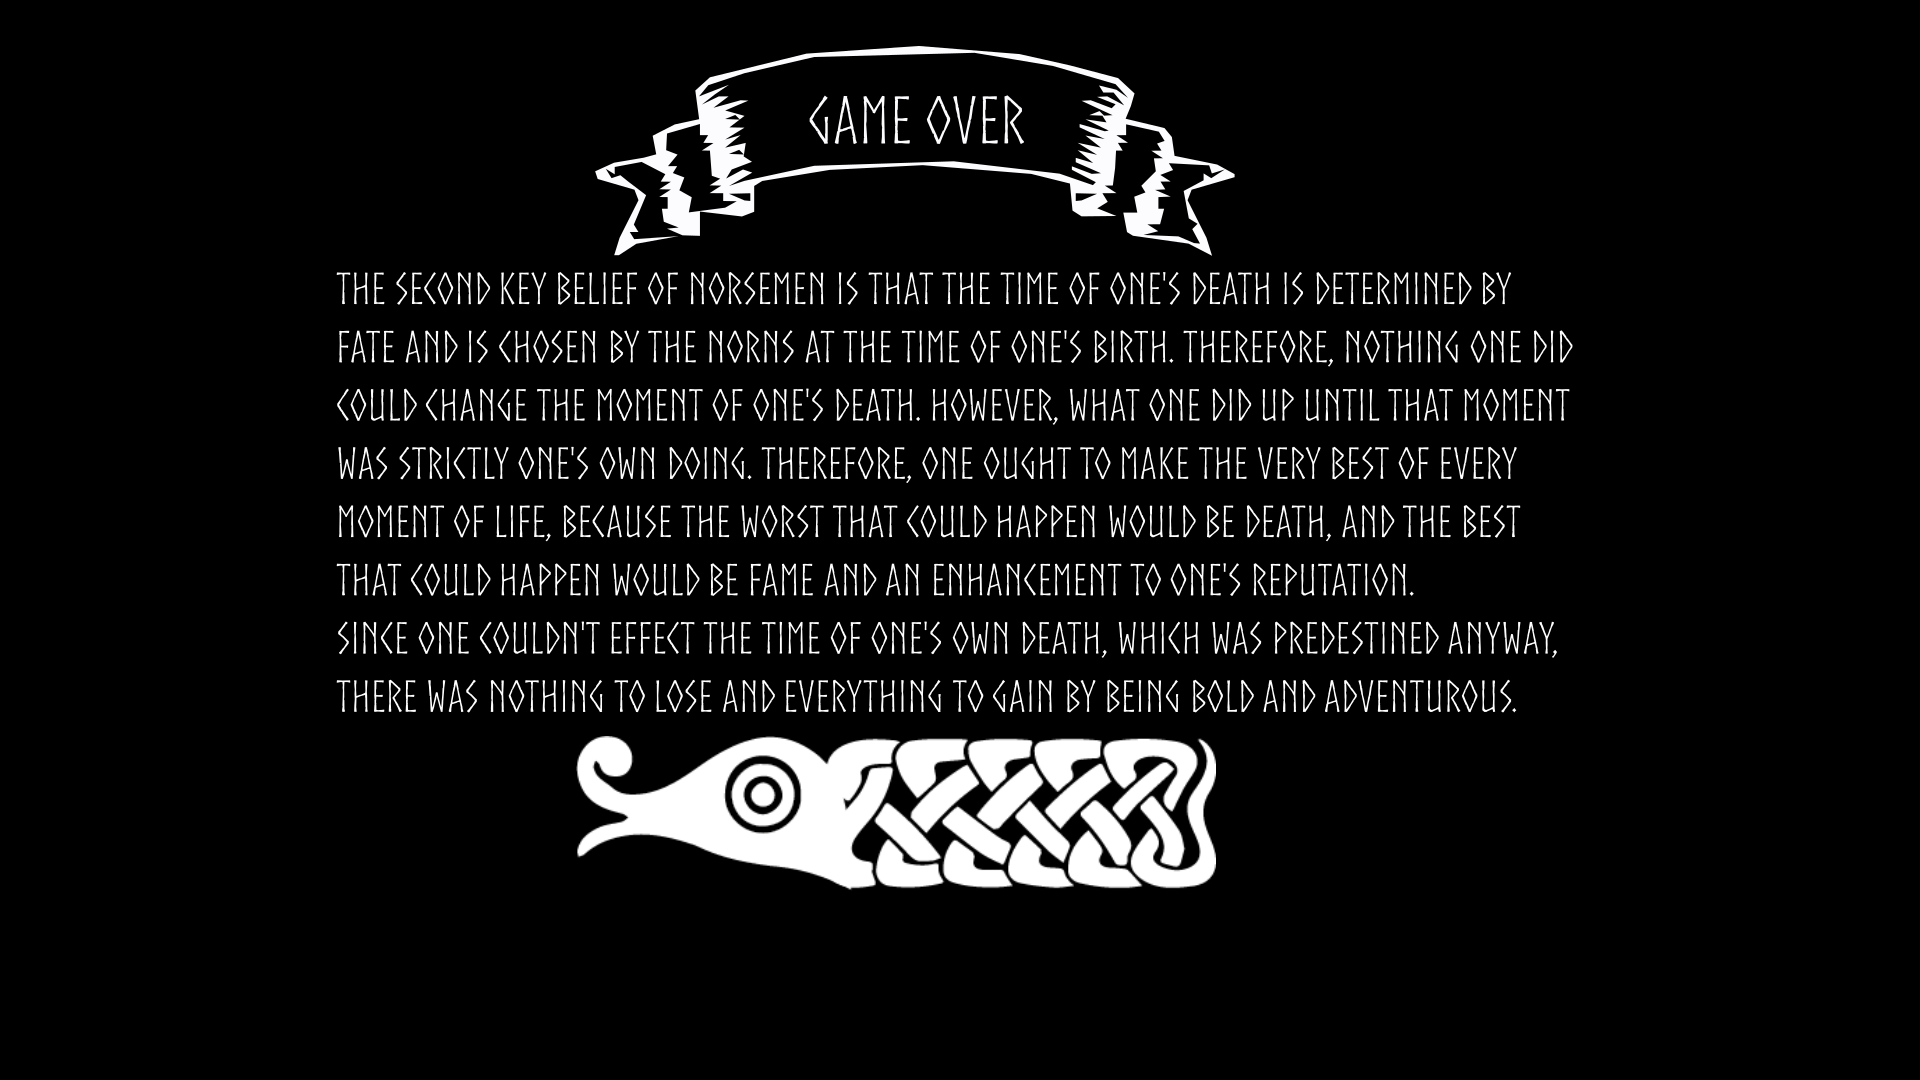 GAME OVER
THE SECOND KEY BELIEF OF NORSEMEN IS THAT THE TIME OF ONE'S DEATH IS DETERMINED BY
FATE AND IS CHOSEN BY THE NORNS AT THE TIME OF ONE'S BIRTH. THEREFORE, NOTHING ONE DID
COULD CHANGE THE MOMENT OF ONE'S DEATH. HOWEVER, WHAT ONE DID UP UNTIL THAT MOMENT
WAS STRICTLY ONE'S OWN DOING. THEREFORE, ONE OUGHT TO MAKE THE VERY BEST OF EVERY
MOMENT OF LIFE, BECAUSE THE WORST THAT COULD HAPPEN WOULD BE DEATH, AND THE BEST
THAT COULD HAPPEN WOULD BE FAME AND AN ENHANCEMENT TO ONE'S REPUTATION.
SINCE ONE COULDN'T EFFECT THE TIME OF ONE'S OWN DEATH, WHICH WAS PREDESTINED ANYWAY,
THERE WAS NOTHING TO LOSE AND EVERYTHING TO GAIN BY BEING BOLD AND ADVENTUROUS.